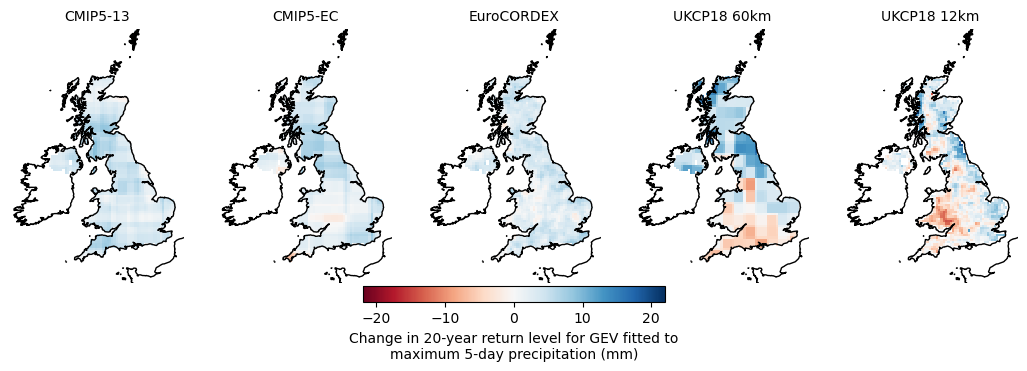 CMIP5-13 CMIP5-EC EuroCORDEX UKCP18 60km UKCP18 12km
−20 −10 0 10 20
Change in 20-year return level for GEV fitted to
maximum 5-day precipitation (mm)